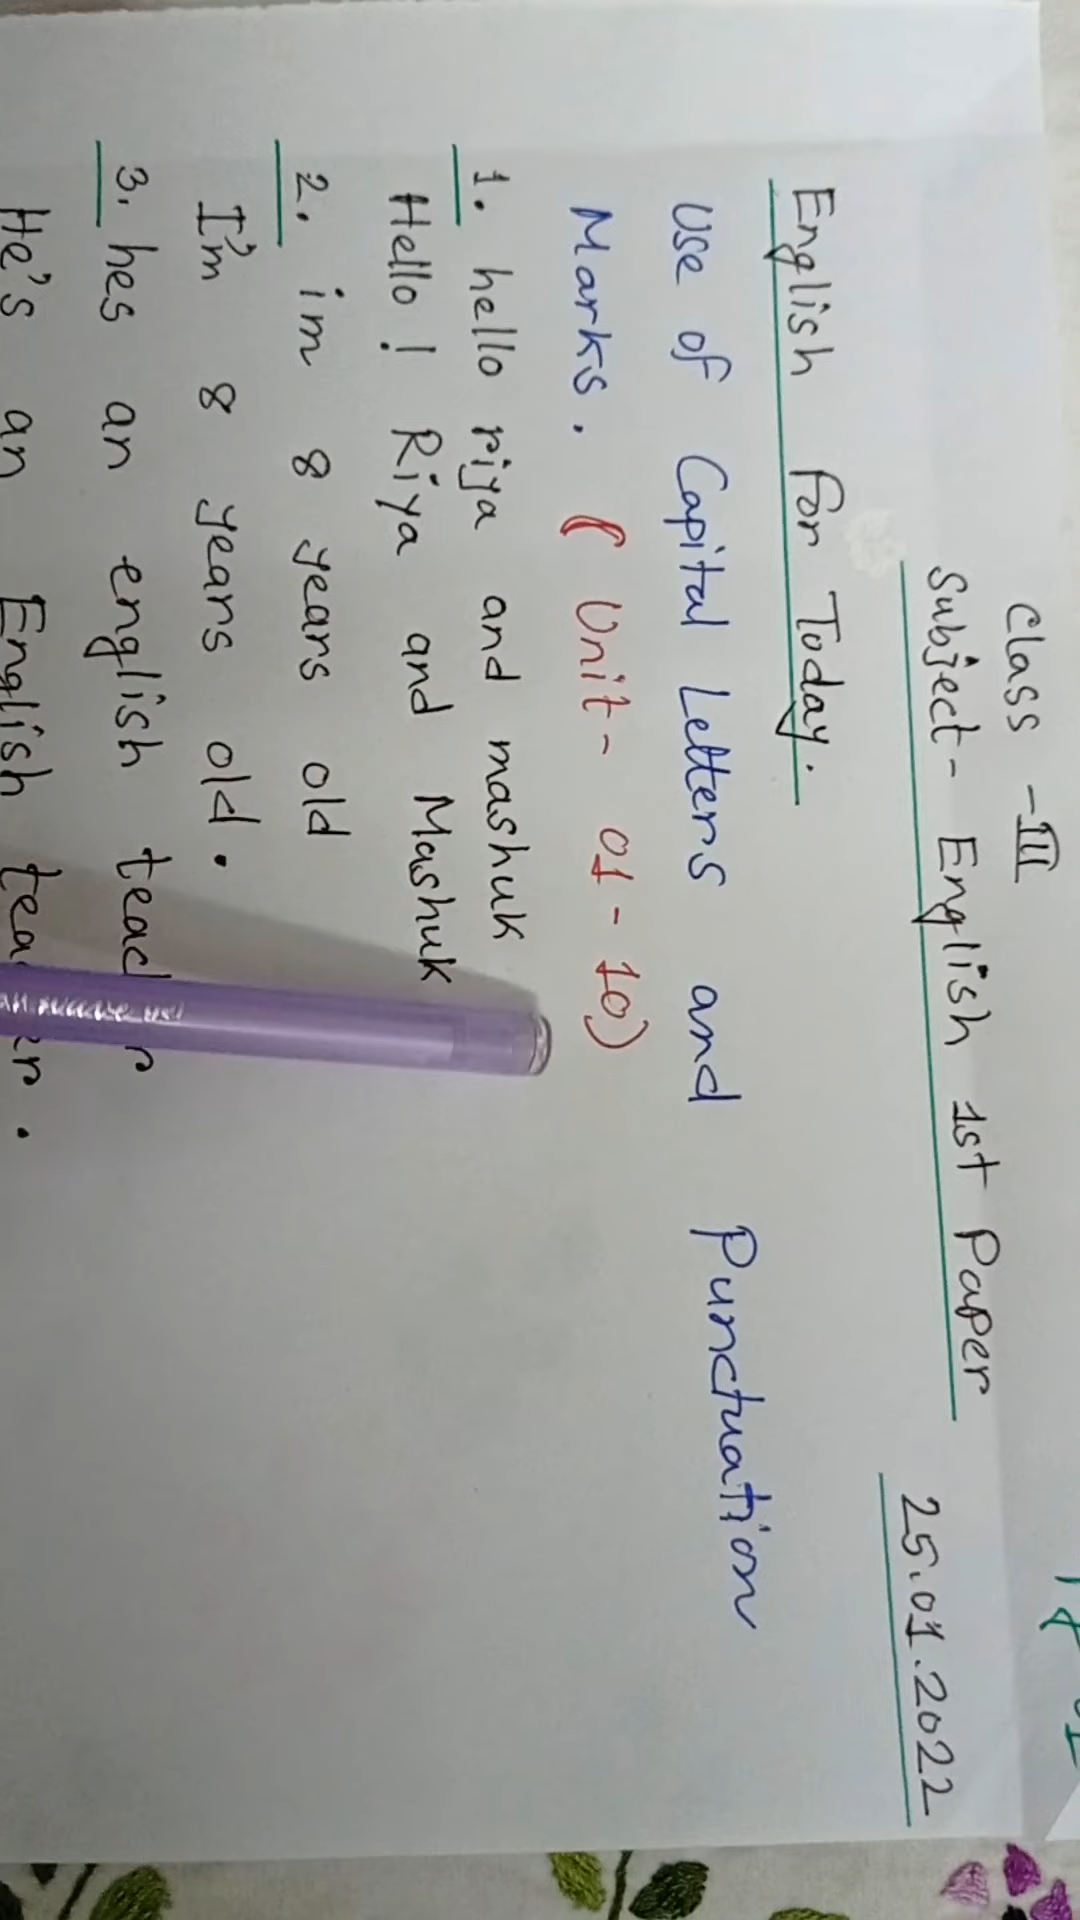 Class - III
Subject - English 1st Paper
25.01.2022
English For Today.
Use of Capital Letters and Punctuation
Marks. ( Unit - 01 - 10)
1. hello riya and mashuk
Hello ! Riya and Mashuk
2. im 8 years old
I'm 8 years old.
3. hes an english
He's an English